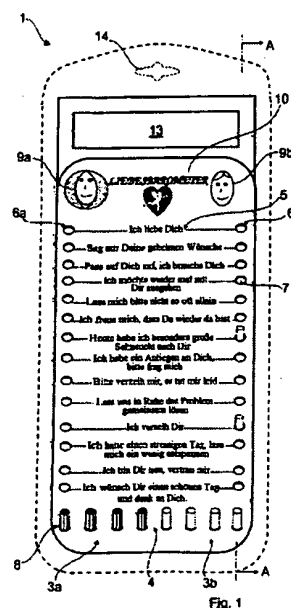 1
14
A
13
10
9a
LIEBESBAROMETER
9b
5
6a
Ich liebe Dich
6
Sag mir Deine geheimen Wünsche
Pass auf Dich auf, ich brauche Dich
Ich möchte wieder mal mit
Dir ausgehen
7
Lass mich bitte nicht so oft allein
Ich freue mich, dass Du wieder da bist
Heute habe ich besonders große
Sehnsucht nach Dir
Ich habe ein Anliegen an Dich,
bitte frag mich
Bitte verzeih mir, es tut mir leid
Lass uns in Ruhe das Problem
gemeinsam lösen
Ich verzeih Dir
Ich hatte einen strengen Tag, lass
mich ein wenig entspannen
Ich bin Dir treu, vertrau mir
Ich wünsch Dir einen schönen Tag
und denk an Dich.
8
3a
4
3b
A
Fig. 1